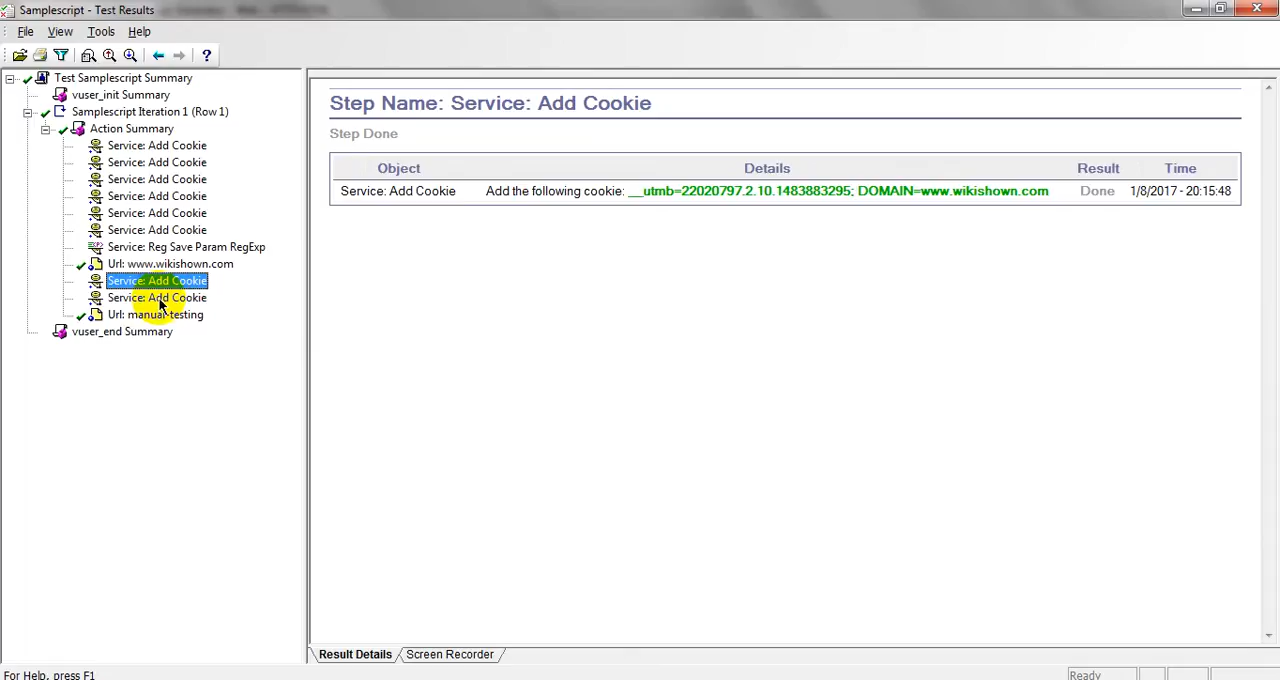 Samplescript - Test Results
File View Tools Help
Test Samplescript Summary
vuser_init Summary
Samplescript Iteration 1 (Row 1)
Action Summary
Service: Add Cookie
Service: Add Cookie
Service: Add Cookie
Service: Add Cookie
Service: Add Cookie
Service: Add Cookie
Service: Reg Save Param RegExp
Url: www.wikishown.com
Service: Add Cookie
Service: Add Cookie
Url: manual-testing
vuser_end Summary
Step Name: Service: Add Cookie
Step Done
Object Details Result Time
Service: Add Cookie Add the following cookie: __utmb=22020797.2.10.1483883295; DOMAIN=www.wikishown.com Done 1/8/2017 - 20:15:48
Result Details Screen Recorder
For Help, press F1 Ready